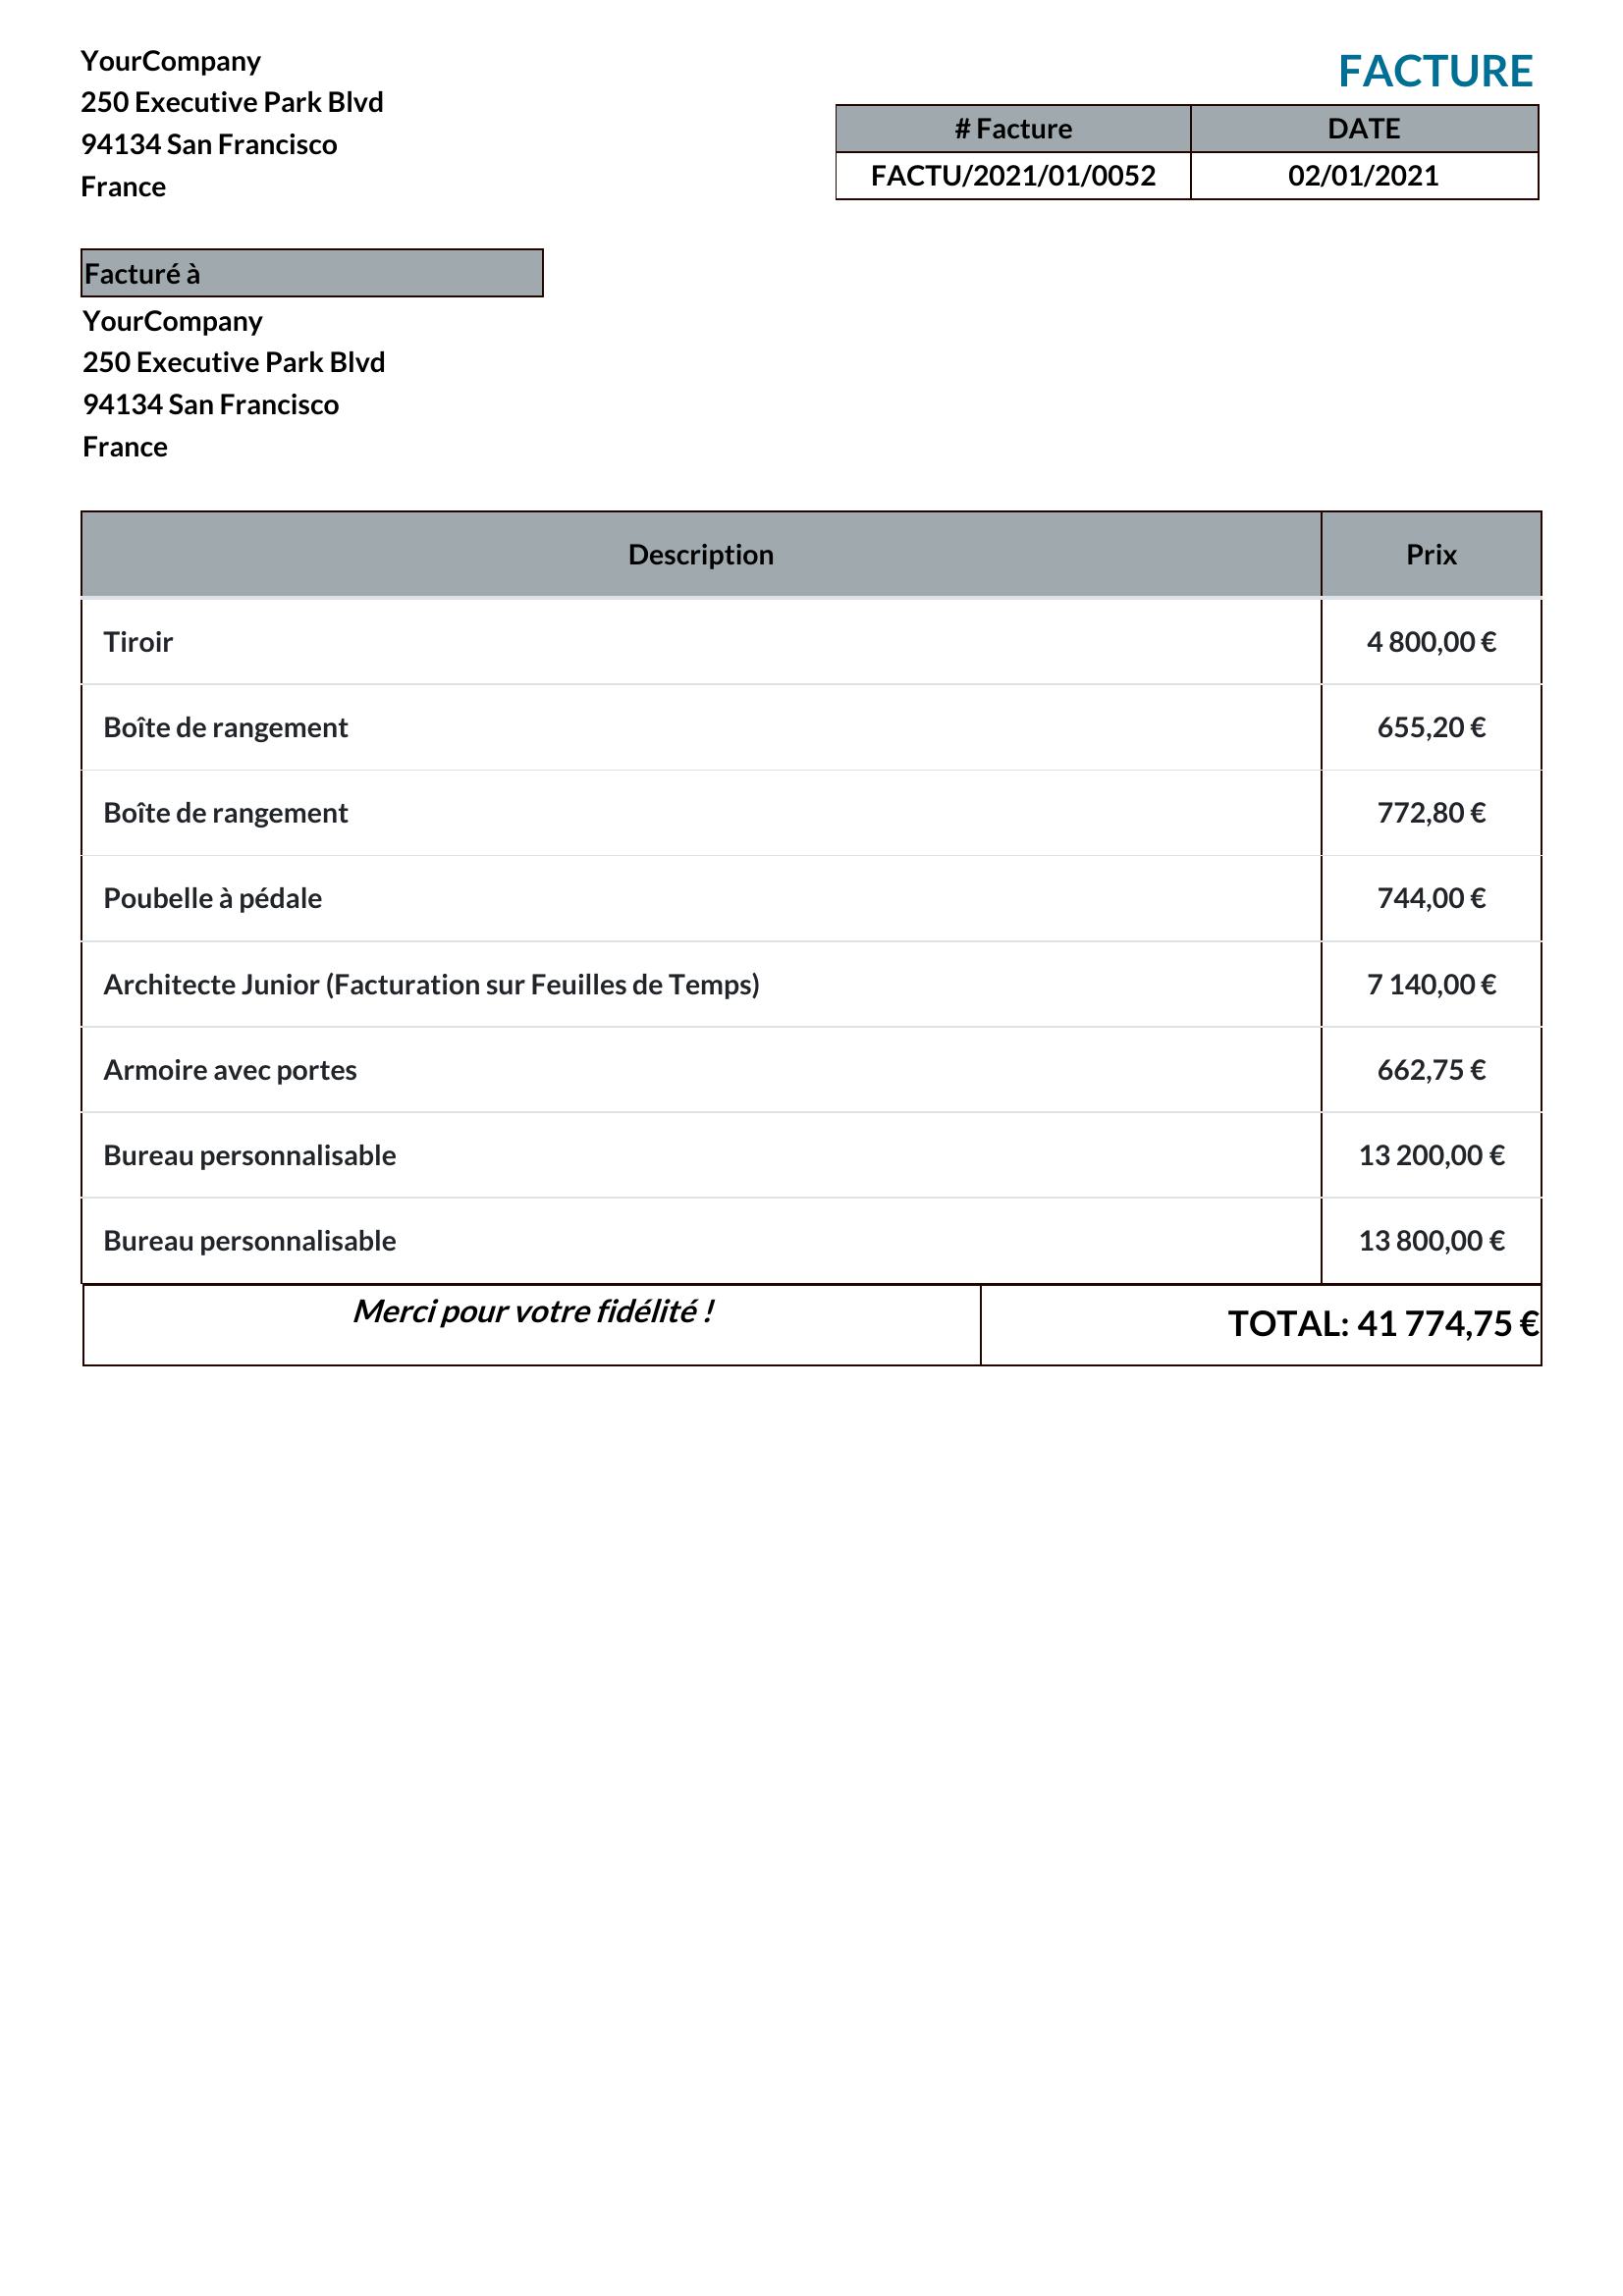 YourCompany
250 Executive Park Blvd
94134 San Francisco
France
FACTURE
# Facture DATE
FACTU/2021/01/0052 02/01/2021
Facturé à
YourCompany
250 Executive Park Blvd
94134 San Francisco
France
Description Prix
Tiroir 4 800,00 €
Boîte de rangement 655,20 €
Boîte de rangement 772,80 €
Poubelle à pédale 744,00 €
Architecte Junior (Facturation sur Feuilles de Temps) 7 140,00 €
Armoire avec portes 662,75 €
Bureau personnalisable 13 200,00 €
Bureau personnalisable 13 800,00 €
Merci pour votre fidélité ! TOTAL: 41 774,75 €